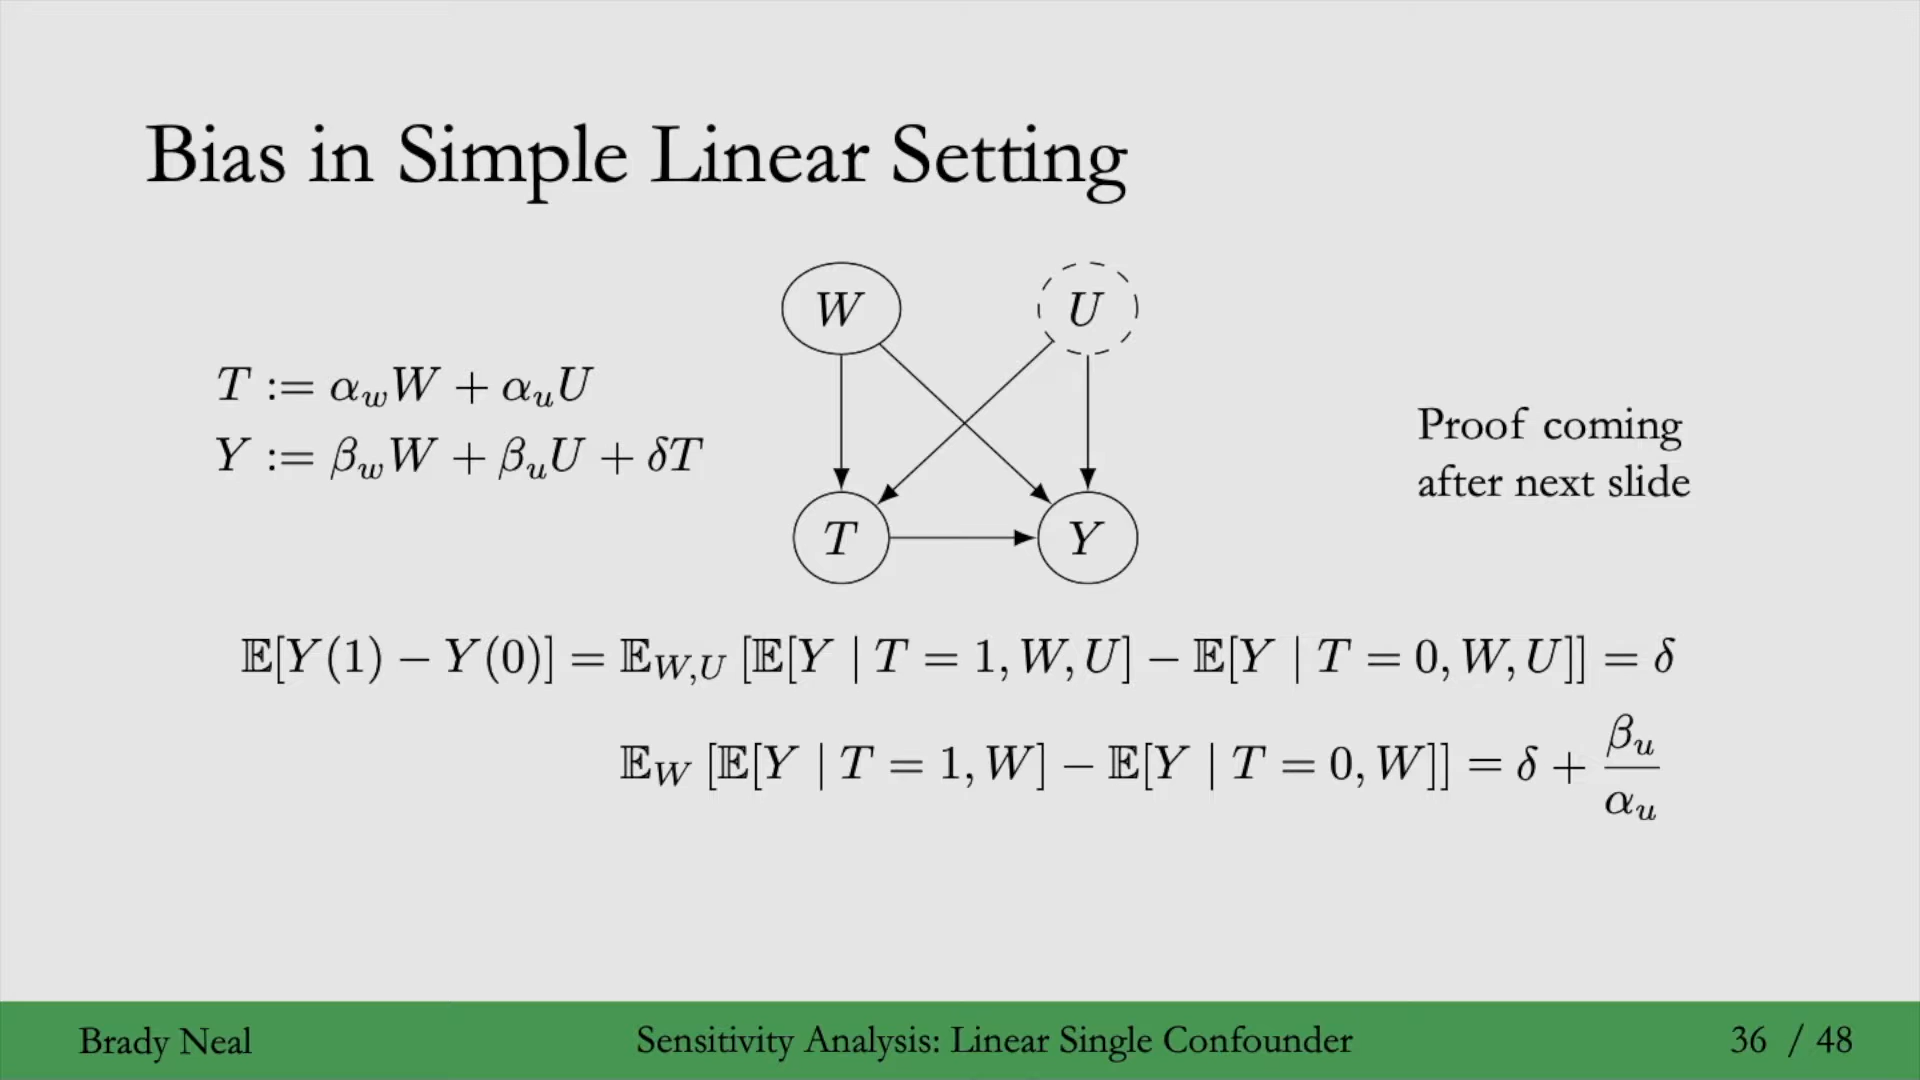 Bias in Simple Linear Setting
W
U
T := α_w W + α_u U
Y := β_w W + β_u U + δT
Proof coming
after next slide
T
Y
𝔼[Y(1) − Y(0)] = 𝔼_{W,U} [𝔼[Y | T = 1, W, U] − 𝔼[Y | T = 0, W, U]] = δ
𝔼_W [𝔼[Y | T = 1, W] − 𝔼[Y | T = 0, W]] = δ + β_u / α_u
Brady Neal
Sensitivity Analysis: Linear Single Confounder
36 / 48